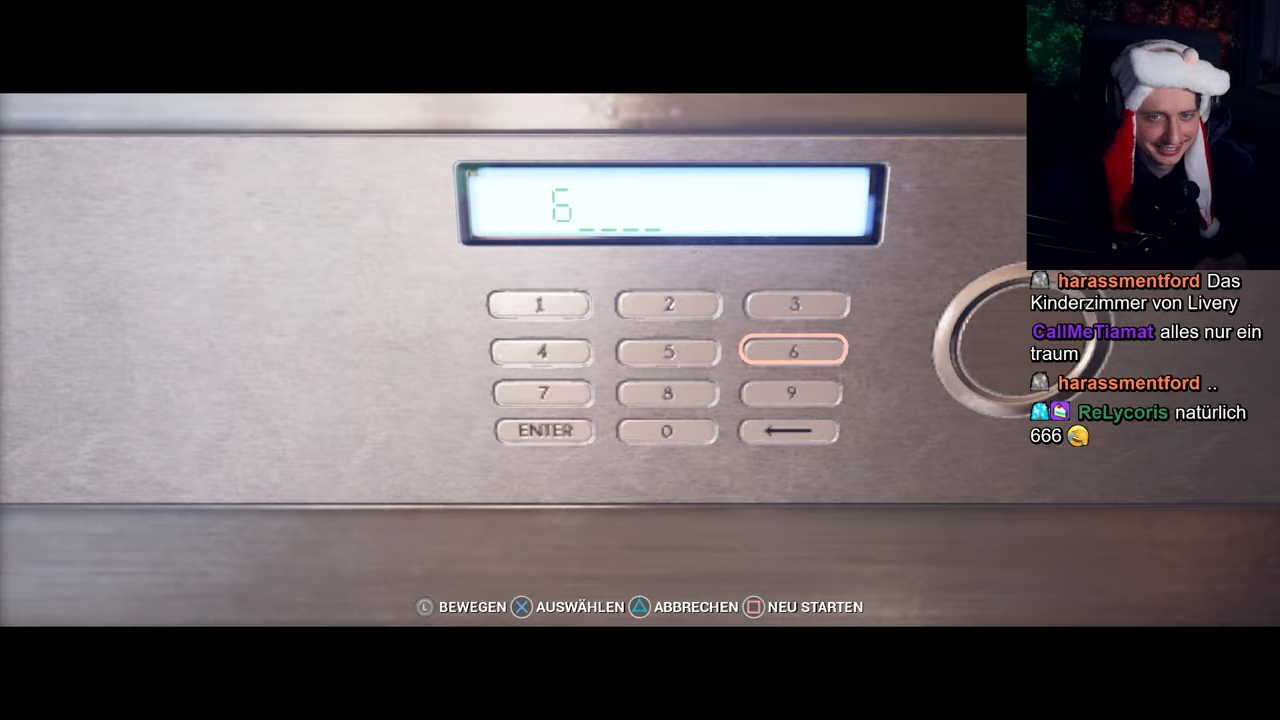 6____
1 2 3
4 5 6
7 8 9
ENTER 0 ←
L BEWEGEN AUSWÄHLEN ABBRECHEN NEU STARTEN
harassmentford Das
Kinderzimmer von Livery
CallMeTiamat alles nur ein
traum
harassmentford ..
ReLycoris natürlich
666